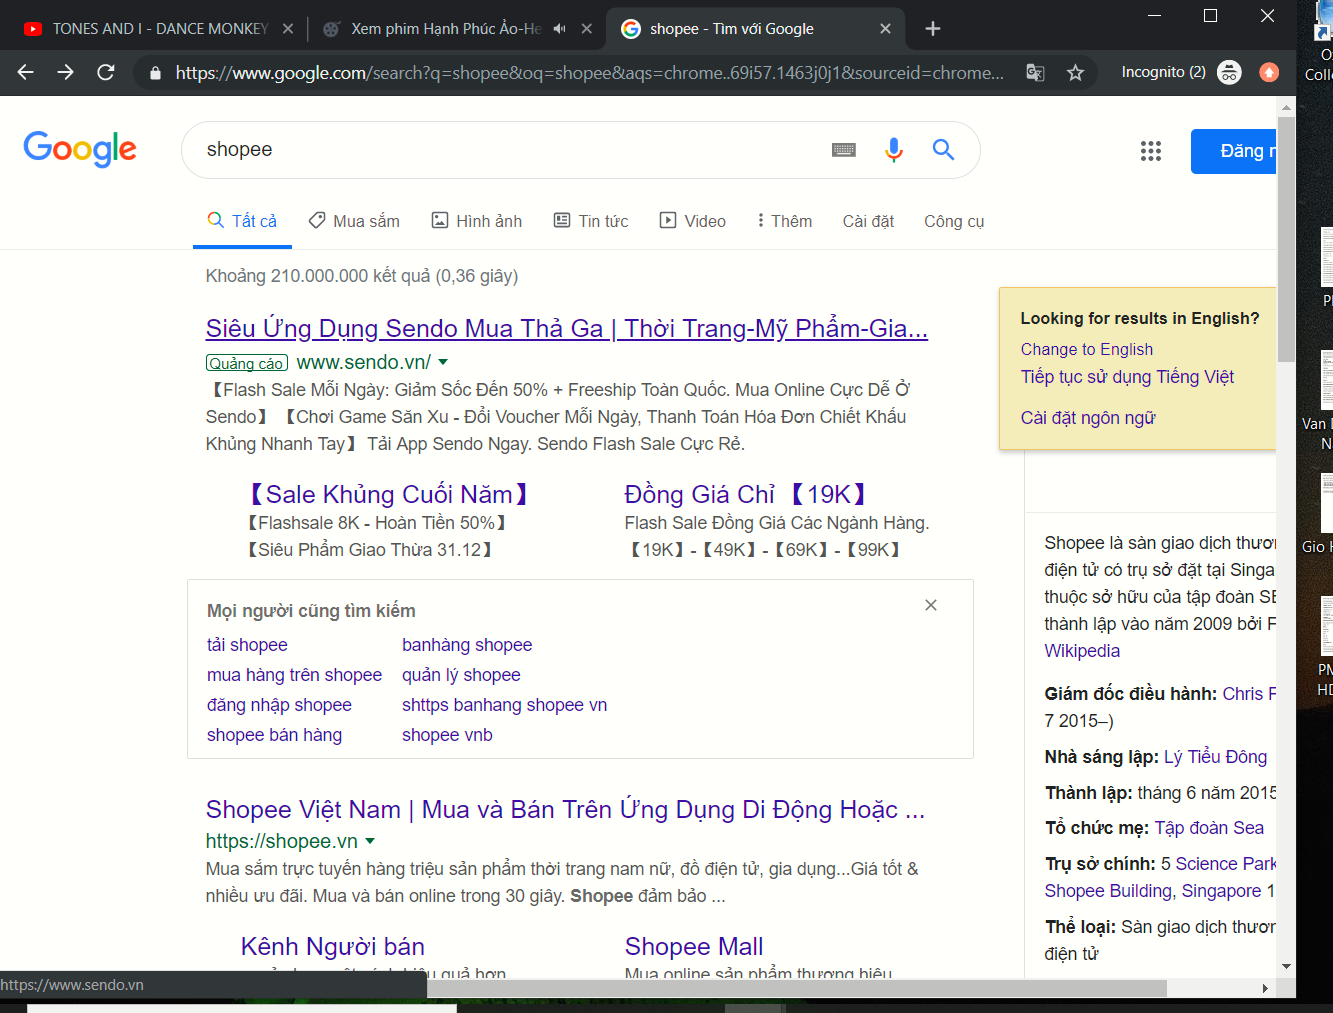 TONES AND I - DANCE MONKEY
Xem phim Hạnh Phúc Ảo-He
shopee - Tìm với Google
https://www.google.com/search?q=shopee&oq=shopee&aqs=chrome..69i57.1463j0j1&sourceid=chrome...
Incognito (2)
Google
shopee
Đăng n
Tất cả
Mua sắm
Hình ảnh
Tin tức
Video
Thêm
Cài đặt
Công cụ
Khoảng 210.000.000 kết quả (0,36 giây)
Siêu Ứng Dụng Sendo Mua Thả Ga | Thời Trang-Mỹ Phẩm-Gia...
Quảng cáo www.sendo.vn/
【Flash Sale Mỗi Ngày: Giảm Sốc Đến 50% + Freeship Toàn Quốc. Mua Online Cực Dễ Ở
Sendo】【Chơi Game Săn Xu - Đổi Voucher Mỗi Ngày, Thanh Toán Hóa Đơn Chiết Khấu
Khủng Nhanh Tay】 Tải App Sendo Ngay. Sendo Flash Sale Cực Rẻ.
【Sale Khủng Cuối Năm】
【Flashsale 8K - Hoàn Tiền 50%】
【Siêu Phẩm Giao Thừa 31.12】
Đồng Giá Chỉ 【19K】
Flash Sale Đồng Giá Các Ngành Hàng.
【19K】-【49K】-【69K】-【99K】
Mọi người cũng tìm kiếm
tải shopee
banhàng shopee
mua hàng trên shopee
quản lý shopee
đăng nhập shopee
shttps banhang shopee vn
shopee bán hàng
shopee vnb
Shopee Việt Nam | Mua và Bán Trên Ứng Dụng Di Động Hoặc ...
https://shopee.vn
Mua sắm trực tuyến hàng triệu sản phẩm thời trang nam nữ, đồ điện tử, gia dụng...Giá tốt &
nhiều ưu đãi. Mua và bán online trong 30 giây. Shopee đảm bảo ...
Kênh Người bán
Shopee Mall
Mua online sản phẩm thương hiệu
Looking for results in English?
Change to English
Tiếp tục sử dụng Tiếng Việt
Cài đặt ngôn ngữ
Shopee là sàn giao dịch thươn
điện tử có trụ sở đặt tại Singa
thuộc sở hữu của tập đoàn SE
thành lập vào năm 2009 bởi F
Wikipedia
Giám đốc điều hành: Chris F
7 2015–)
Nhà sáng lập: Lý Tiểu Đông
Thành lập: tháng 6 năm 2015
Tổ chức mẹ: Tập đoàn Sea
Trụ sở chính: 5 Science Park
Shopee Building, Singapore 1
Thể loại: Sàn giao dịch thươn
điện tử
https://www.sendo.vn
Colle
Van
N
Gio H
PM
HD